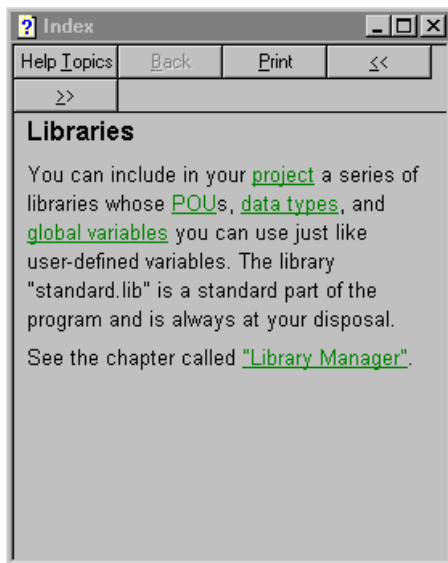 Index
Help Topics Back Print <<
>>
Libraries
You can include in your project a series of
libraries whose POUs, data types, and
global variables you can use just like
user-defined variables. The library
"standard.lib" is a standard part of the
program and is always at your disposal.
See the chapter called "Library Manager".